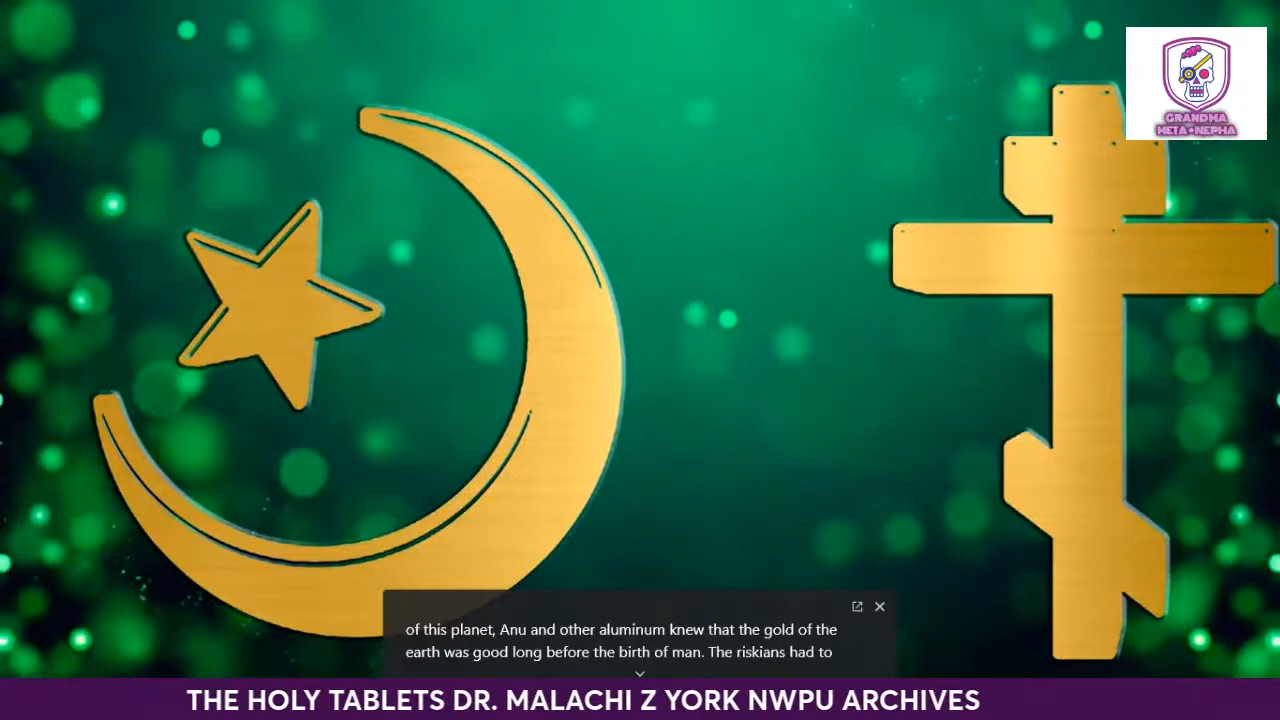 GRANDMA
META•NEPHA
of this planet, Anu and other aluminum knew that the gold of the
earth was good long before the birth of man. The riskians had to
THE HOLY TABLETS DR. MALACHI Z YORK NWPU ARCHIVES